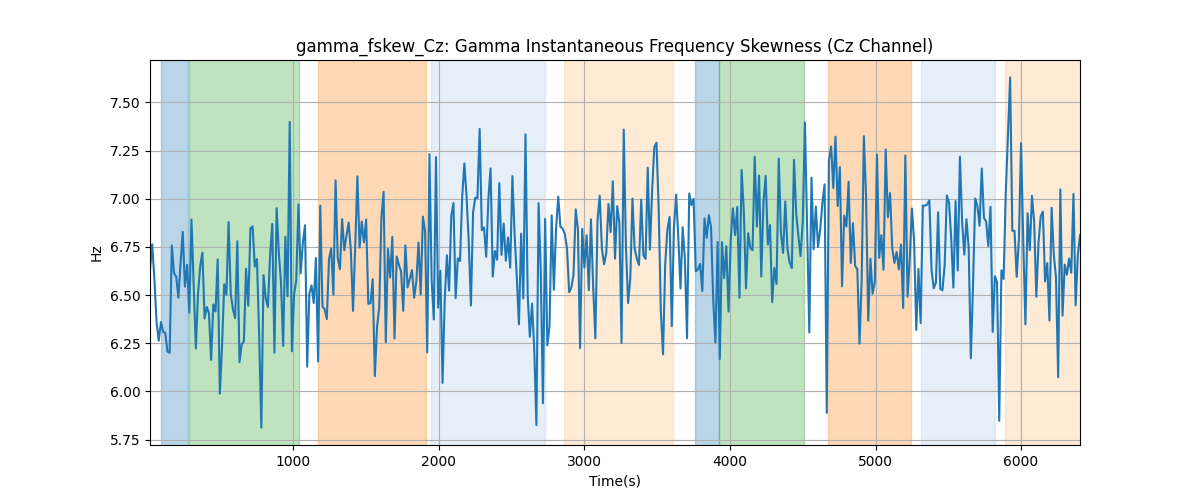 gamma_fskew_Cz: Gamma Instantaneous Frequency Skewness (Cz Channel)
7.50
7.25
7.00
6.75
6.50
6.25
6.00
5.75
Hz
1000 2000 3000 4000 5000 6000
Time(s)